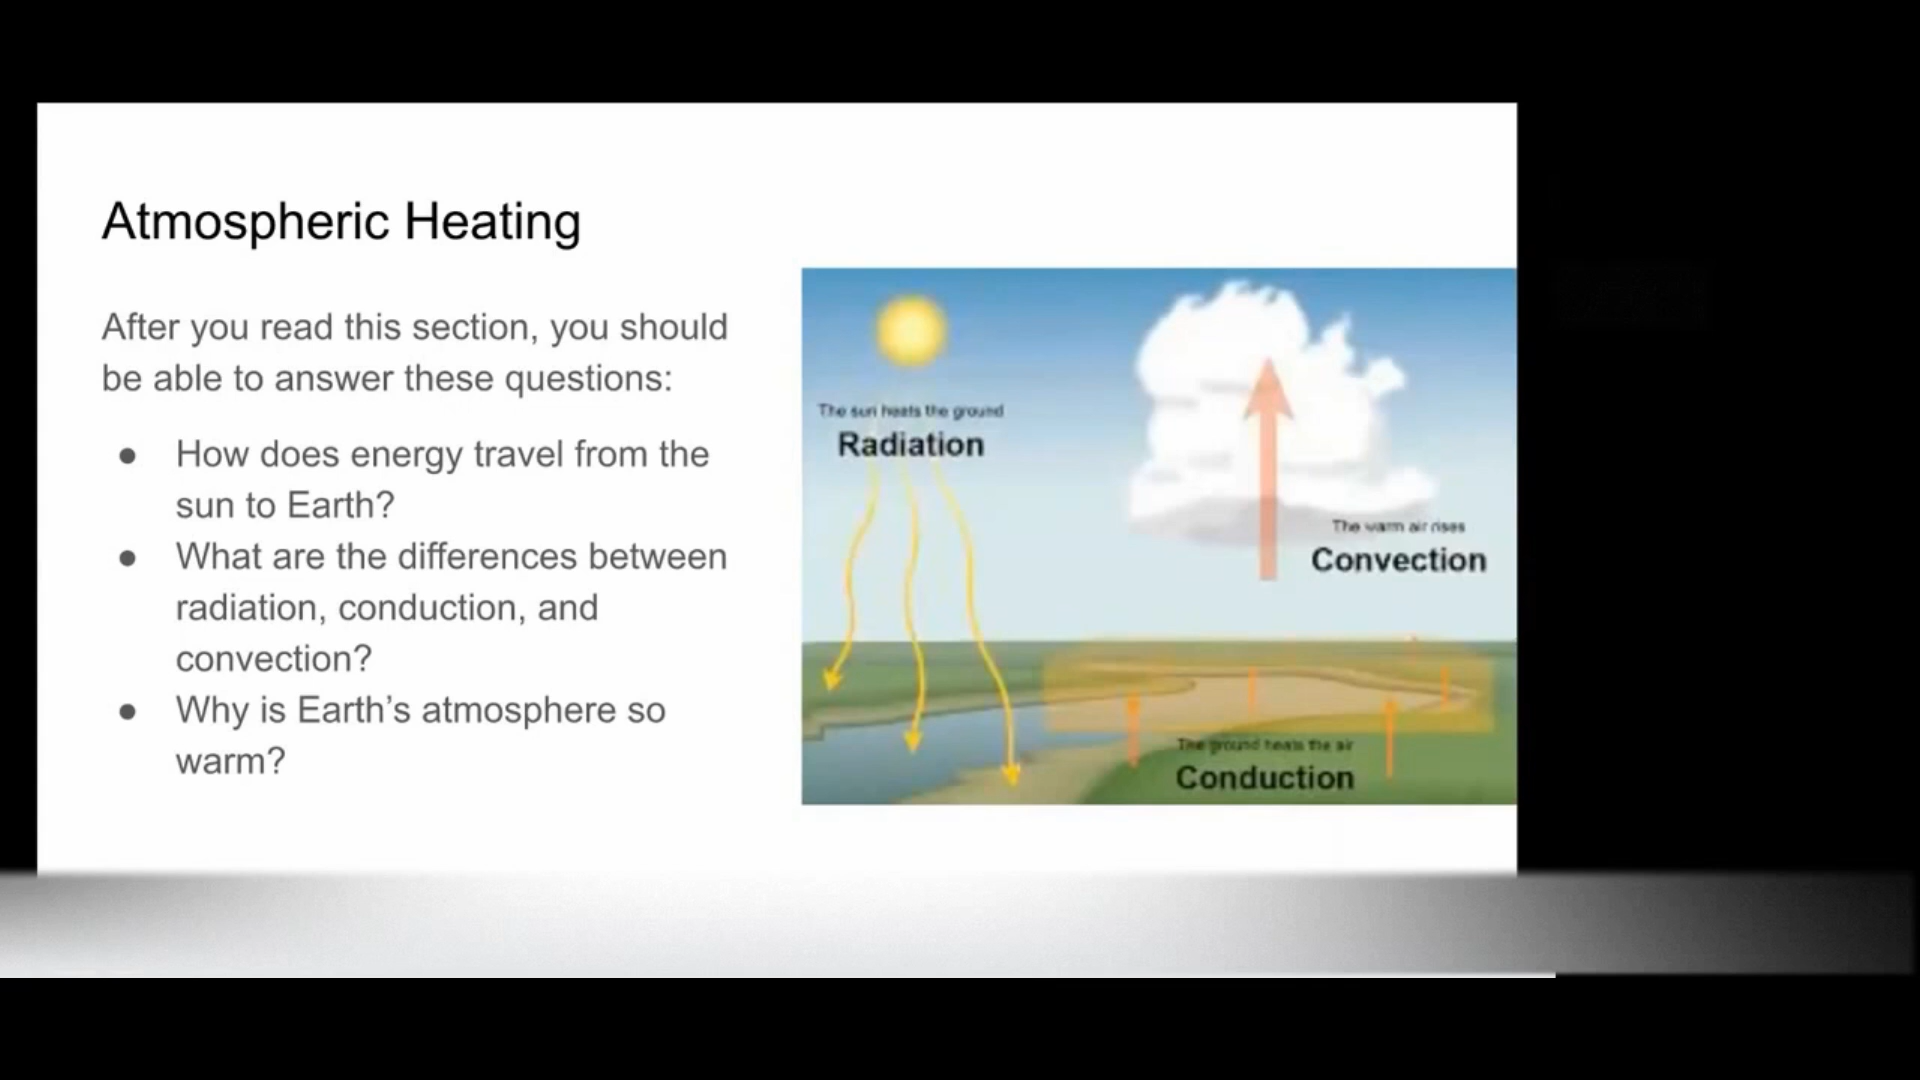 Atmospheric Heating
After you read this section, you should
be able to answer these questions:
● How does energy travel from the
sun to Earth?
● What are the differences between
radiation, conduction, and
convection?
● Why is Earth’s atmosphere so
warm?
The sun heats the ground
Radiation
The warm air rises
Convection
The ground heats the air
Conduction